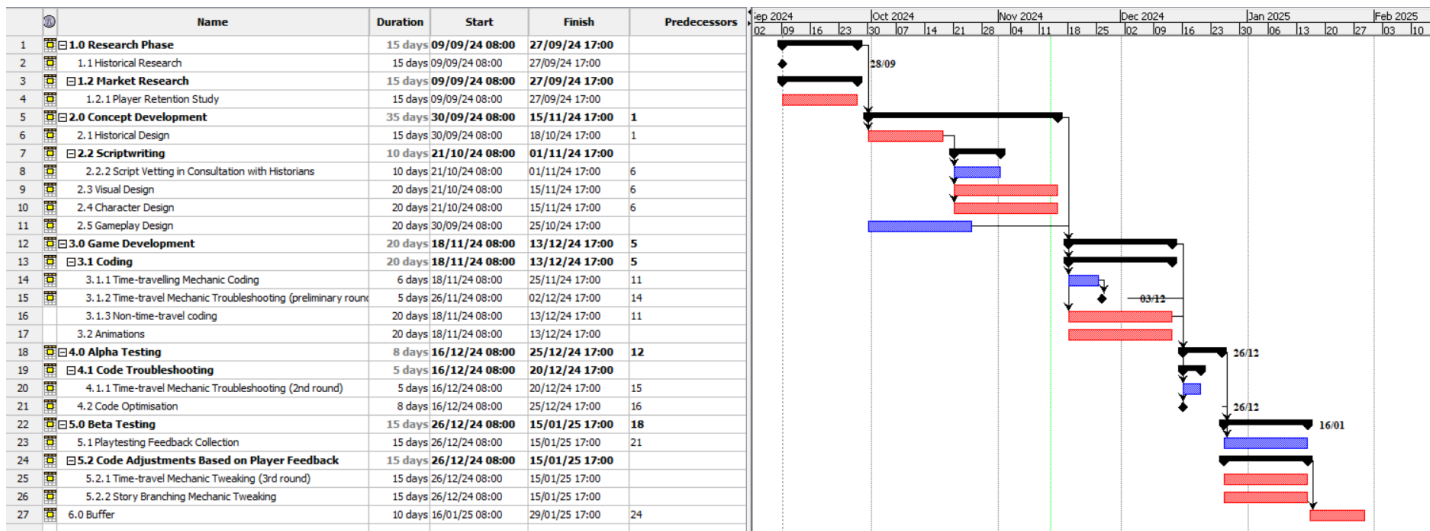 Name Duration Start Finish Predecessors
Sep 2024 Oct 2024 Nov 2024 Dec 2024 Jan 2025 Feb 2025
02 09 16 23 30 07 14 21 28 04 11 18 25 02 09 16 23 30 06 13 20 27 03 10
1 1.0 Research Phase 15 days 09/09/24 08:00 27/09/24 17:00
2 1.1 Historical Research 15 days 09/09/24 08:00 27/09/24 17:00 28/09
3 1.2 Market Research 15 days 09/09/24 08:00 27/09/24 17:00
4 1.2.1 Player Retention Study 15 days 09/09/24 08:00 27/09/24 17:00
5 2.0 Concept Development 35 days 30/09/24 08:00 15/11/24 17:00 1
6 2.1 Historical Design 15 days 30/09/24 08:00 18/10/24 17:00 1
7 2.2 Scriptwriting 10 days 21/10/24 08:00 01/11/24 17:00
8 2.2.2 Script Vetting in Consultation with Historians 10 days 21/10/24 08:00 01/11/24 17:00 6
9 2.3 Visual Design 20 days 21/10/24 08:00 15/11/24 17:00 6
10 2.4 Character Design 20 days 21/10/24 08:00 15/11/24 17:00 6
11 2.5 Gameplay Design 20 days 30/09/24 08:00 25/10/24 17:00
12 3.0 Game Development 20 days 18/11/24 08:00 13/12/24 17:00 5
13 3.1 Coding 20 days 18/11/24 08:00 13/12/24 17:00 5
14 3.1.1 Time-travelling Mechanic Coding 6 days 18/11/24 08:00 25/11/24 17:00 11
15 3.1.2 Time-travel Mechanic Troubleshooting (preliminary roun 5 days 26/11/24 08:00 02/12/24 17:00 14 03/12
16 3.1.3 Non-time-travel coding 20 days 18/11/24 08:00 13/12/24 17:00 11
17 3.2 Animations 20 days 18/11/24 08:00 13/12/24 17:00
18 4.0 Alpha Testing 8 days 16/12/24 08:00 25/12/24 17:00 12 26/12
19 4.1 Code Troubleshooting 5 days 16/12/24 08:00 20/12/24 17:00
20 4.1.1 Time-travel Mechanic Troubleshooting (2nd round) 5 days 16/12/24 08:00 20/12/24 17:00 15
21 4.2 Code Optimisation 8 days 16/12/24 08:00 25/12/24 17:00 16 26/12
22 5.0 Beta Testing 15 days 26/12/24 08:00 15/01/25 17:00 18 16/01
23 5.1 Playtesting Feedback Collection 15 days 26/12/24 08:00 15/01/25 17:00 21
24 5.2 Code Adjustments Based on Player Feedback 15 days 26/12/24 08:00 15/01/25 17:00
25 5.2.1 Time-travel Mechanic Tweaking (3rd round) 15 days 26/12/24 08:00 15/01/25 17:00
26 5.2.2 Story Branching Mechanic Tweaking 15 days 26/12/24 08:00 15/01/25 17:00
27 6.0 Buffer 10 days 16/01/25 08:00 29/01/25 17:00 24